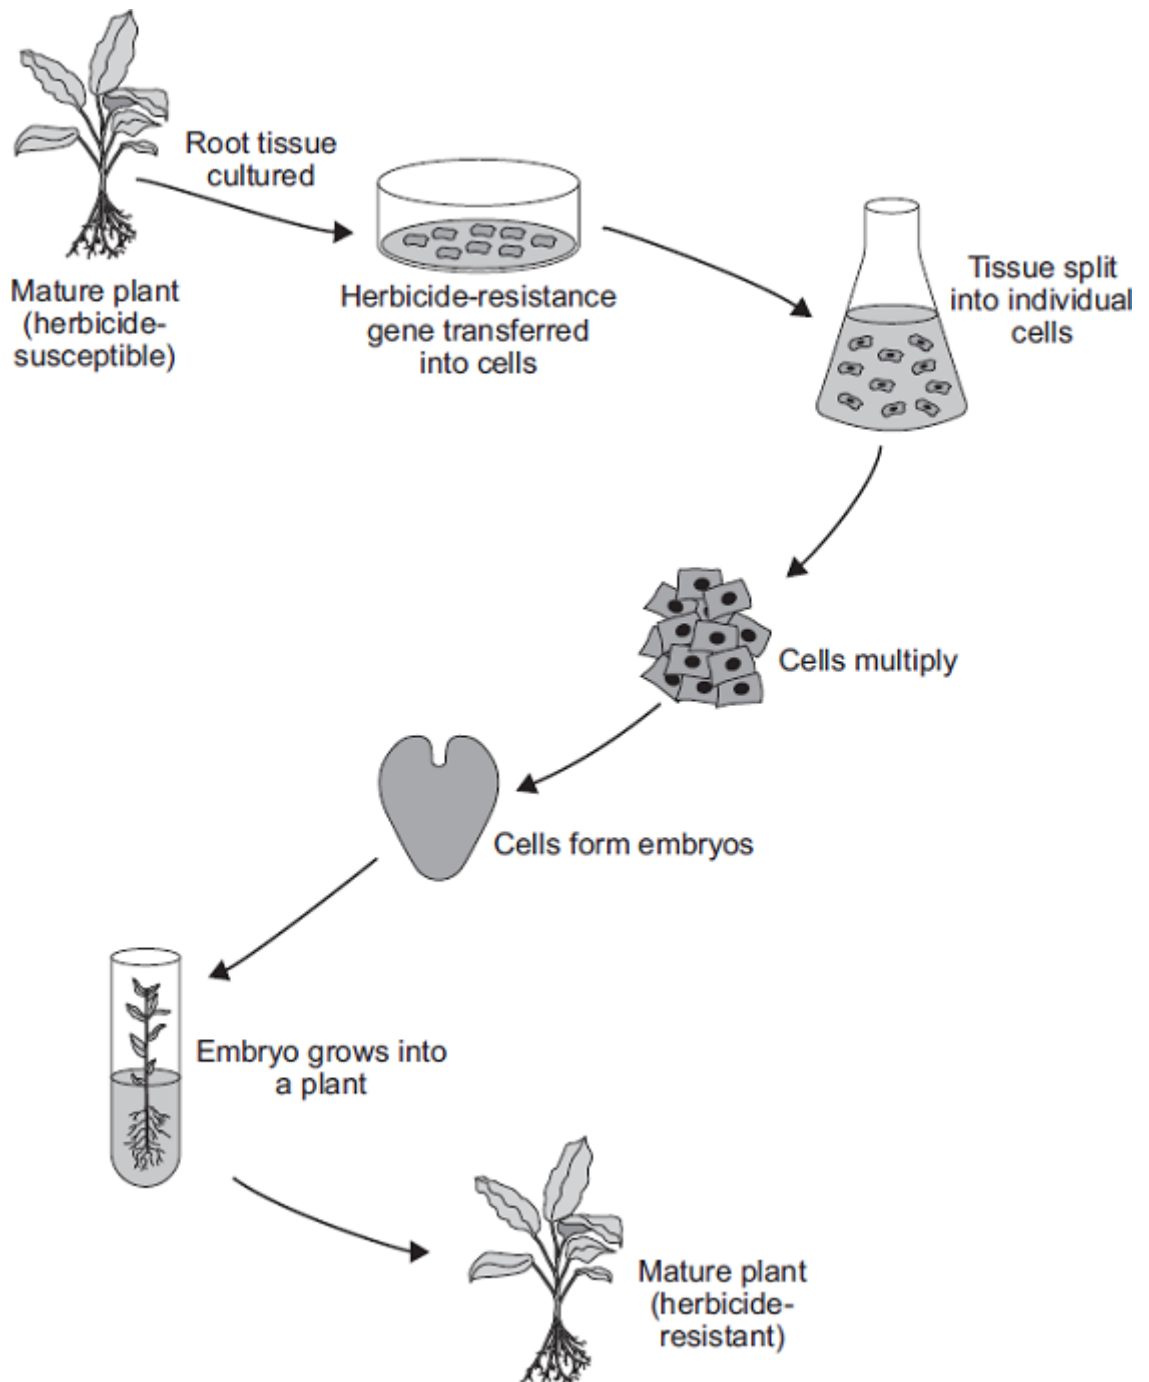 Root tissue
cultured
Mature plant
(herbicide-
susceptible)
Herbicide-resistance
gene transferred
into cells
Tissue split
into individual
cells
Cells multiply
Cells form embryos
Embryo grows into
a plant
Mature plant
(herbicide-
resistant)